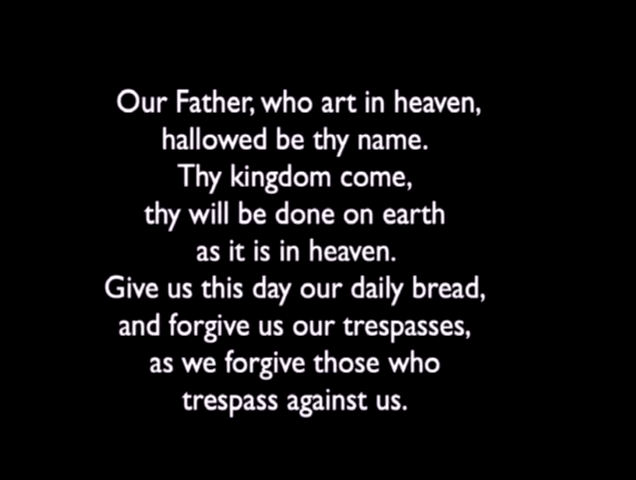 Our Father, who art in heaven,
hallowed be thy name.
Thy kingdom come,
thy will be done on earth
as it is in heaven.
Give us this day our daily bread,
and forgive us our trespasses,
as we forgive those who
trespass against us.